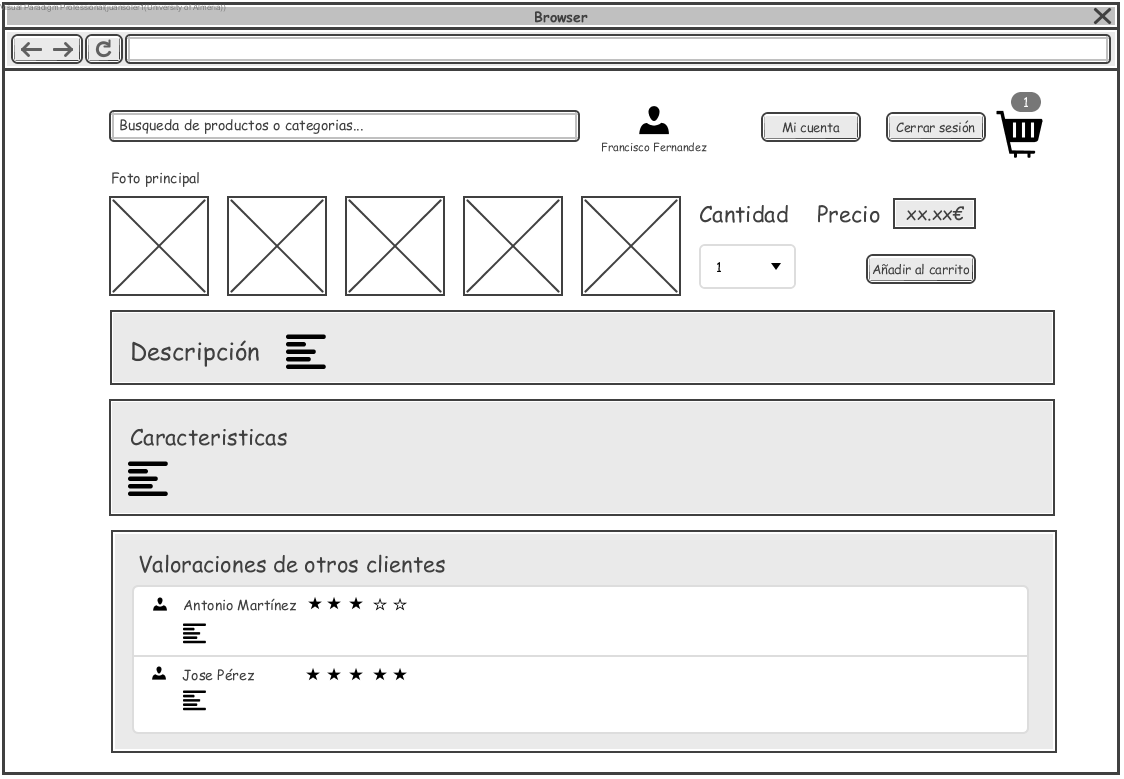 Visual Paradigm Professional(juansoler1(University of Almeria))
Browser
1
Busqueda de productos o categorias...
Francisco Fernandez
Mi cuenta
Cerrar sesión
Foto principal
Cantidad
Precio
xx.xx€
1
Añadir al carrito
Descripción
Caracteristicas
Valoraciones de otros clientes
Antonio Martínez
Jose Pérez